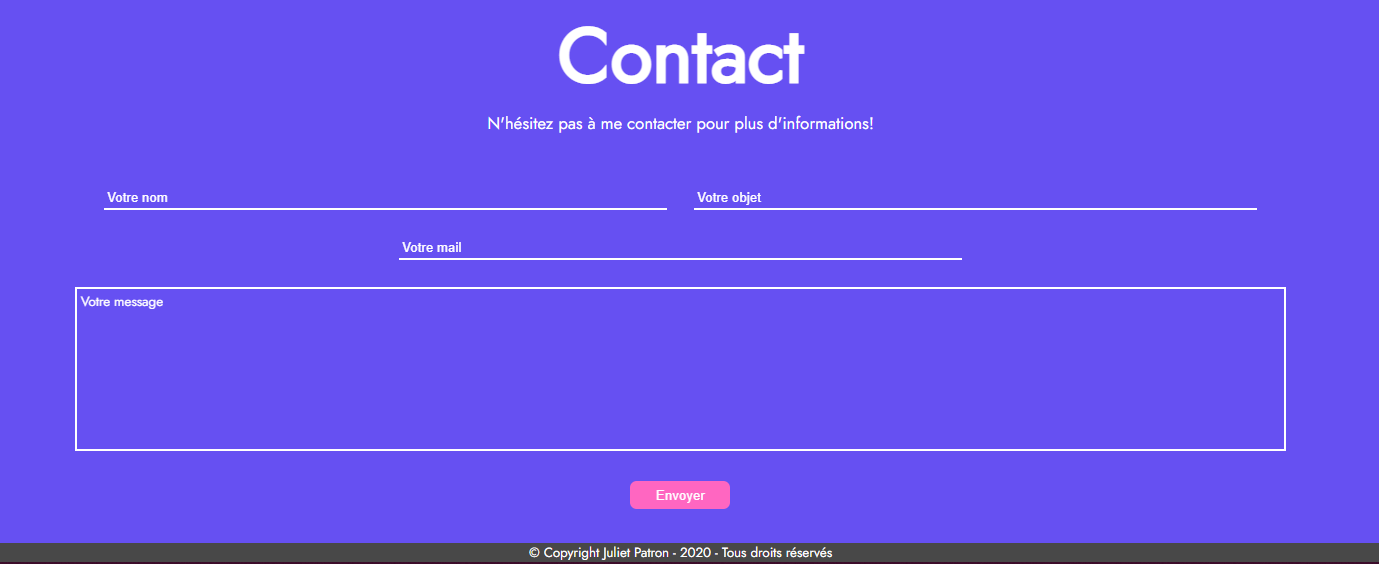 Contact
N'hésitez pas à me contacter pour plus d'informations!
Votre nom
Votre objet
Votre mail
Votre message
Envoyer
© Copyright Juliet Patron - 2020 - Tous droits réservés